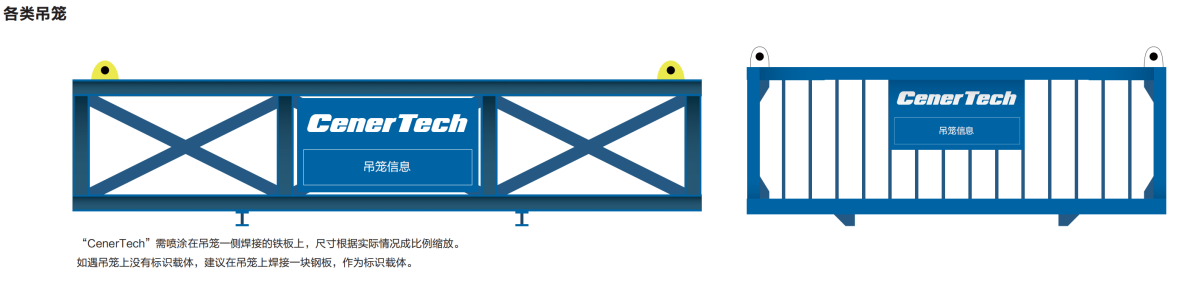 各类吊笼
CenerTech
吊笼信息
CenerTech
吊笼信息
“CenerTech”需喷涂在吊笼一侧焊接的铁板上，尺寸根据实际情况成比例缩放。
如遇吊笼上没有标识载体，建议在吊笼上焊接一块钢板，作为标识载体。